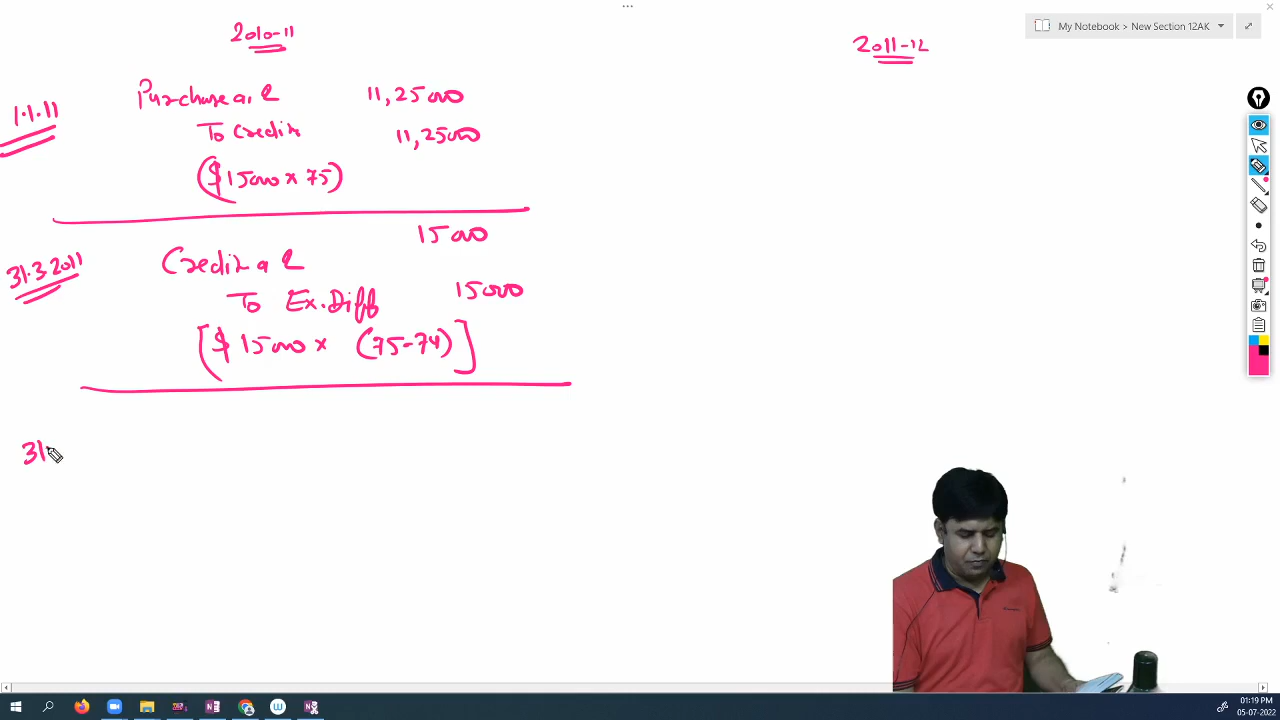 My Notebook > New Section 12AK
2010-11
2011-12
1.1.11
Purchase a/c 11,25000
To Creditor 11,25000
($15000 x 75)
31.3.2011
Creditor a/c 15000
To Ex.Diff 15000
[$15000 x (75-74)]
31
01:19 PM
05-07-2022